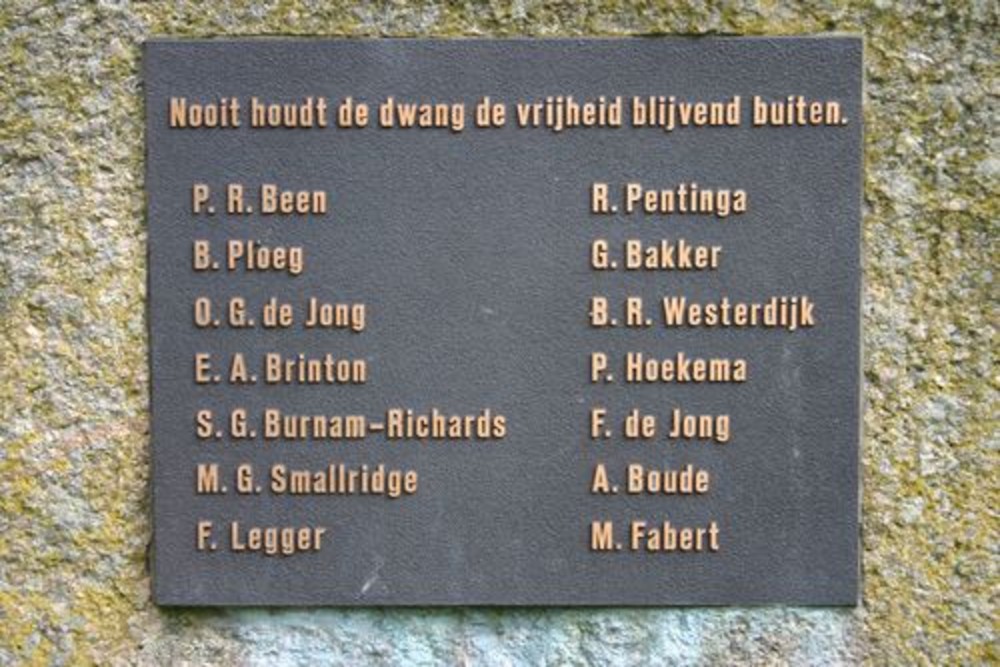 Nooit houdt de dwang de vrijheid blijvend buiten.
P. R. Been
B. Ploeg
O. G. de Jong
E. A. Brinton
S. G. Burnam-Richards
M. G. Smallridge
F. Legger
R. Pentinga
G. Bakker
B. R. Westerdijk
P. Hoekema
F. de Jong
A. Boude
M. Fabert